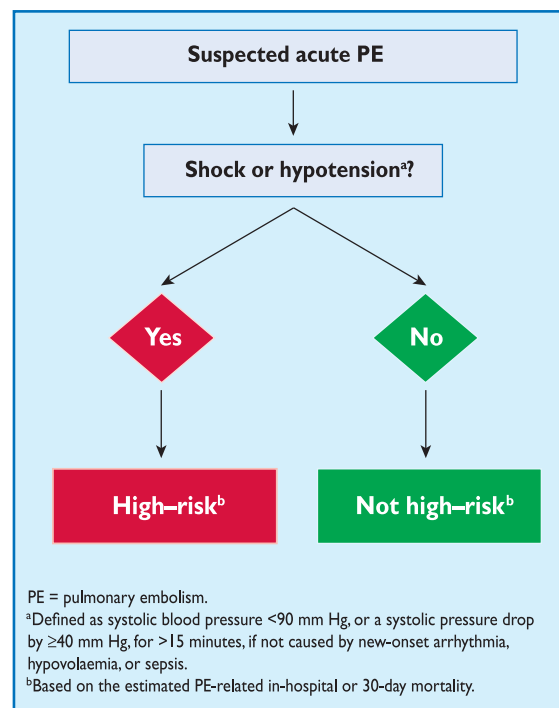 Suspected acute PE
Shock or hypotensionᵃ?
Yes
No
High–riskᵇ
Not high–riskᵇ
PE = pulmonary embolism.
ᵃDefined as systolic blood pressure <90 mm Hg, or a systolic pressure drop
by ≥40 mm Hg, for >15 minutes, if not caused by new-onset arrhythmia,
hypovolaemia, or sepsis.
ᵇBased on the estimated PE-related in-hospital or 30-day mortality.